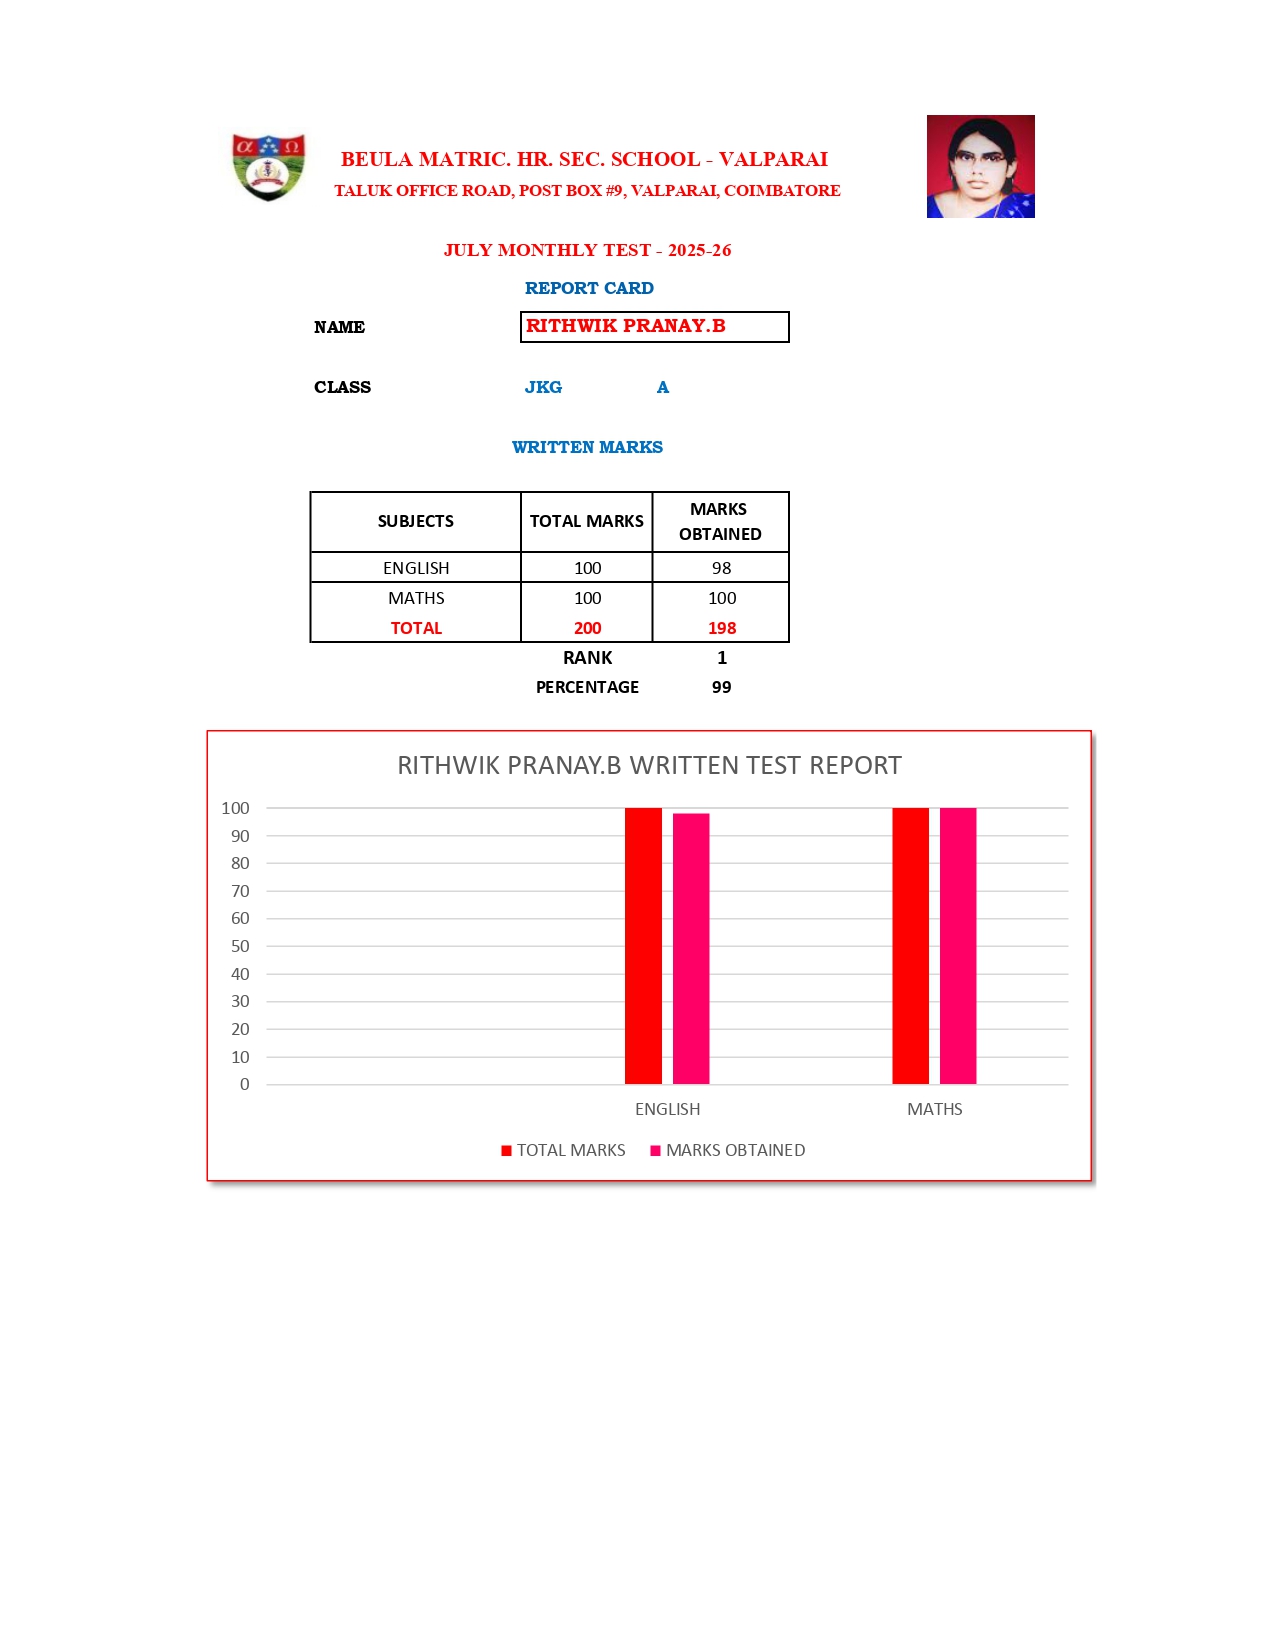 α Ω
BEULA MATRIC. HR. SEC. SCHOOL - VALPARAI
TALUK OFFICE ROAD, POST BOX #9, VALPARAI, COIMBATORE
JULY MONTHLY TEST - 2025-26
REPORT CARD
NAME RITHWIK PRANAY.B
CLASS JKG A
WRITTEN MARKS
SUBJECTS TOTAL MARKS MARKS OBTAINED
ENGLISH 100 98
MATHS 100 100
TOTAL 200 198
RANK 1
PERCENTAGE 99
RITHWIK PRANAY.B WRITTEN TEST REPORT
100
90
80
70
60
50
40
30
20
10
0
ENGLISH MATHS
TOTAL MARKS MARKS OBTAINED